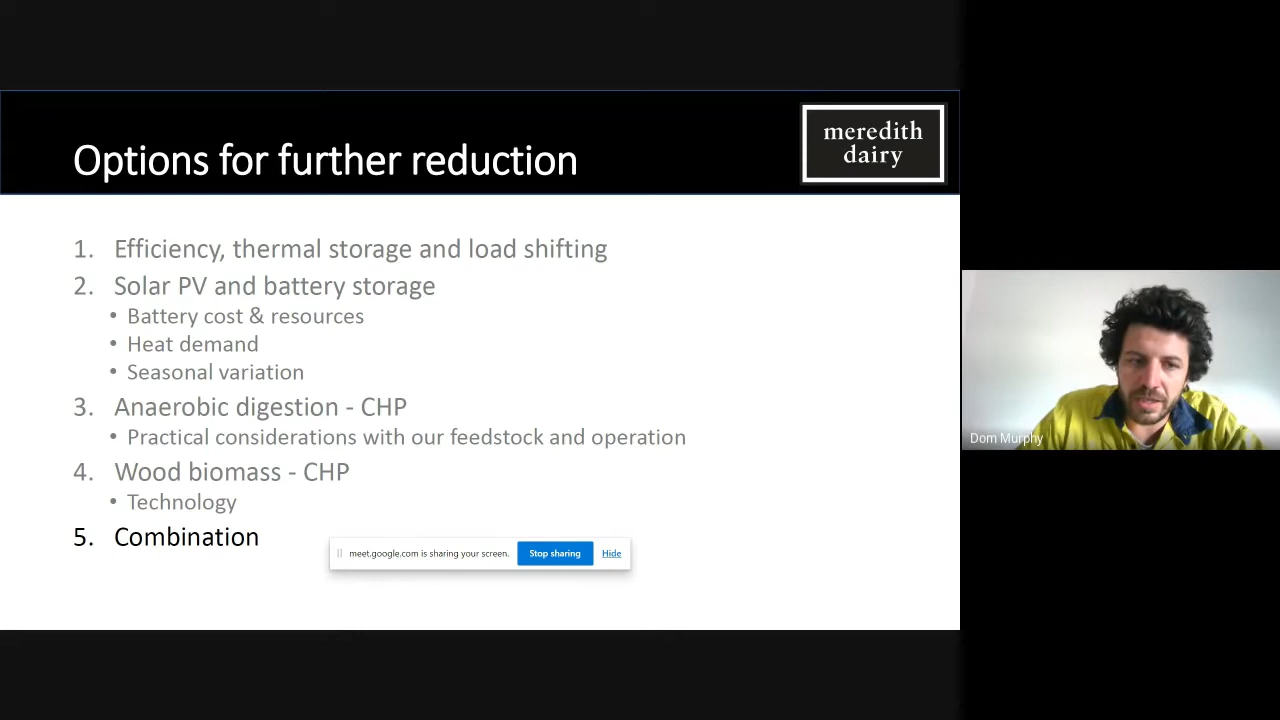 Options for further reduction
meredith
dairy
1. Efficiency, thermal storage and load shifting
2. Solar PV and battery storage
• Battery cost & resources
• Heat demand
• Seasonal variation
3. Anaerobic digestion - CHP
• Practical considerations with our feedstock and operation
4. Wood biomass - CHP
• Technology
5. Combination
meet.google.com is sharing your screen. Stop sharing Hide
Dom Murphy